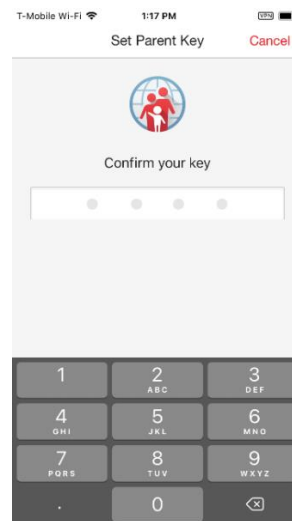 T-Mobile Wi-Fi 1:17 PM VPN
Set Parent Key Cancel
Confirm your key
1 2 3
ABC DEF
4 5 6
GHI JKL MNO
7 8 9
PQRS TUV WXYZ
. 0